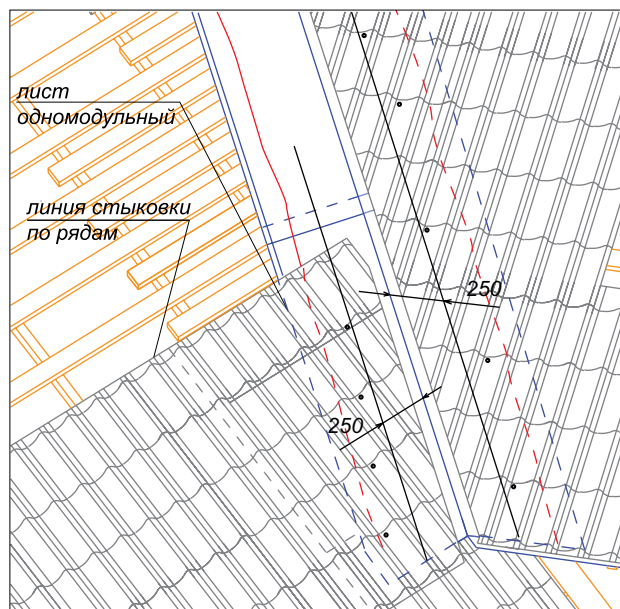 лист
одномодульный
линия стыковки
по рядам
250
250